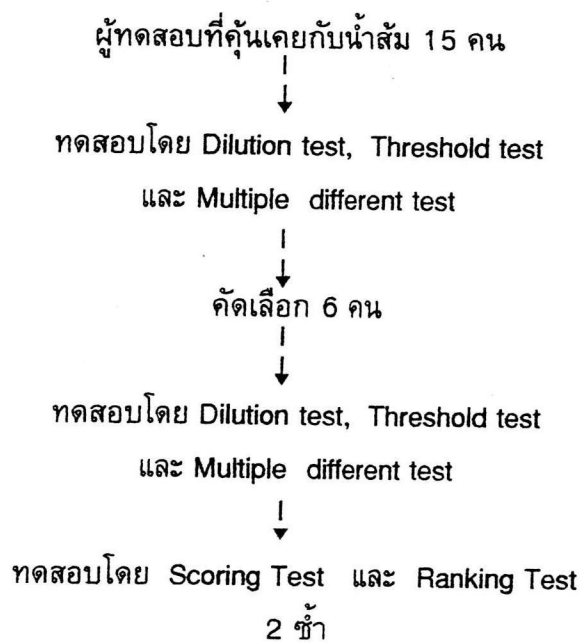 ผู้ทดสอบที่คุ้นเคยกับน้ำส้ม 15 คน
ทดสอบโดย Dilution test, Threshold test
และ Multiple different test
คัดเลือก 6 คน
ทดสอบโดย Dilution test, Threshold test
และ Multiple different test
ทดสอบโดย Scoring Test และ Ranking Test
2 ซ้ำ